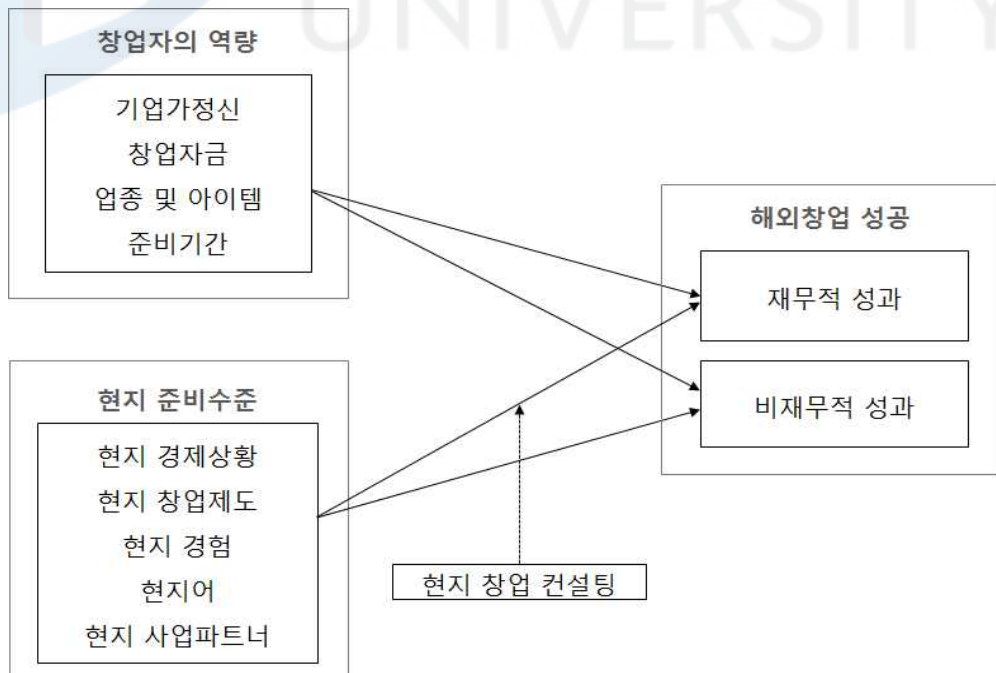 UNIVERSITY
창업자의 역량
기업가정신
창업자금
업종 및 아이템
준비기간
현지 준비수준
현지 경제상황
현지 창업제도
현지 경험
현지어
현지 사업파트너
해외창업 성공
재무적 성과
비재무적 성과
현지 창업 컨설팅